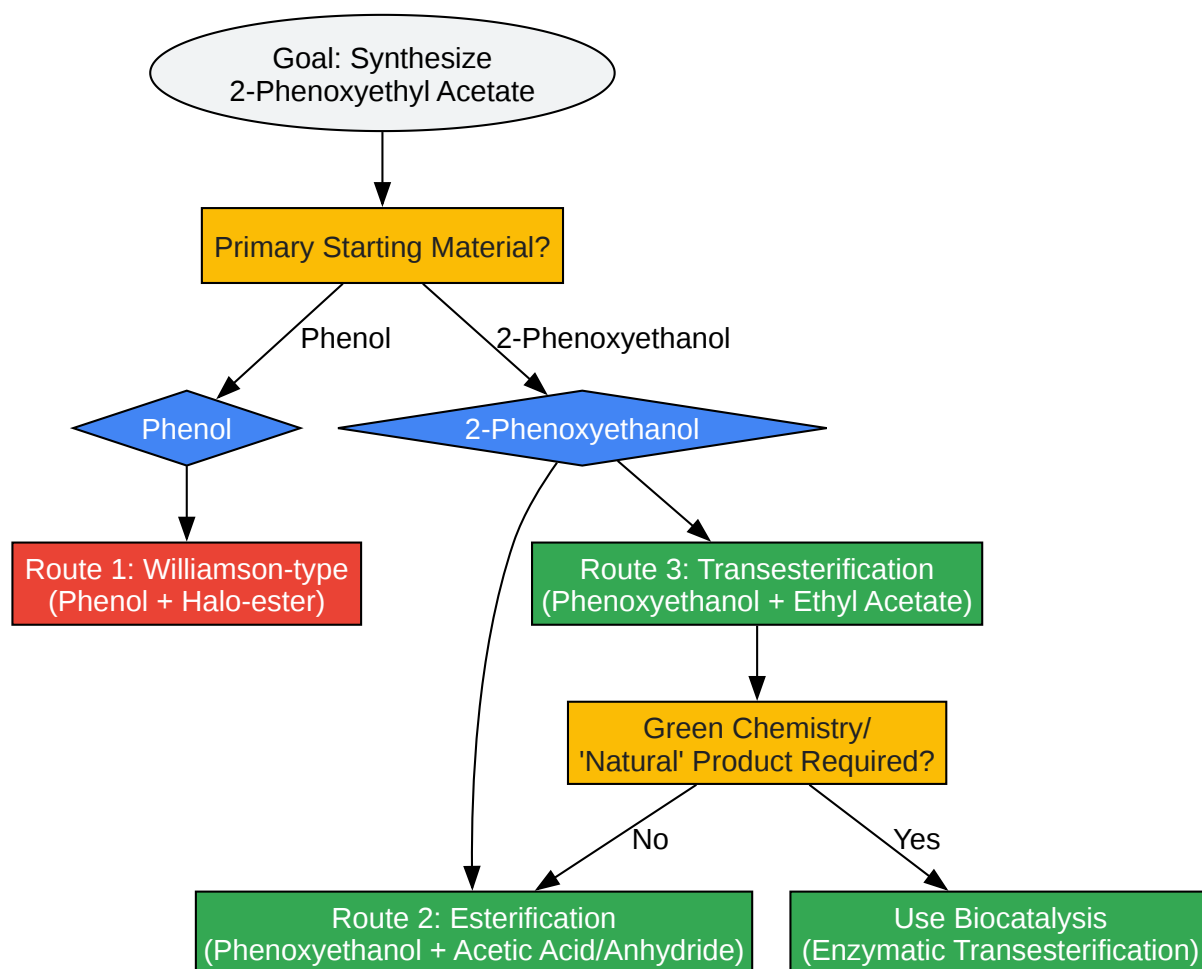 Goal: Synthesize
2-Phenoxyethyl Acetate
Primary Starting Material?
Phenol
2-Phenoxyethanol
Phenol
2-Phenoxyethanol
Route 1: Williamson-type
(Phenol + Halo-ester)
Route 3: Transesterification
(Phenoxyethanol + Ethyl Acetate)
Green Chemistry/
'Natural' Product Required?
No
Yes
Route 2: Esterification
(Phenoxyethanol + Acetic Acid/Anhydride)
Use Biocatalysis
(Enzymatic Transesterification)